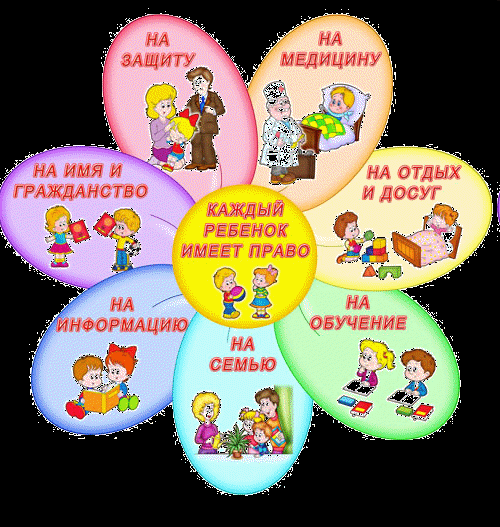 КАЖДЫЙ
РЕБЕНОК
ИМЕЕТ ПРАВО
НА
ЗАЩИТУ
НА
МЕДИЦИНУ
НА ОТДЫХ
И ДОСУГ
НА
ОБУЧЕНИЕ
НА
СЕМЬЮ
НА
ИНФОРМАЦИЮ
НА ИМЯ И
ГРАЖДАНСТВО